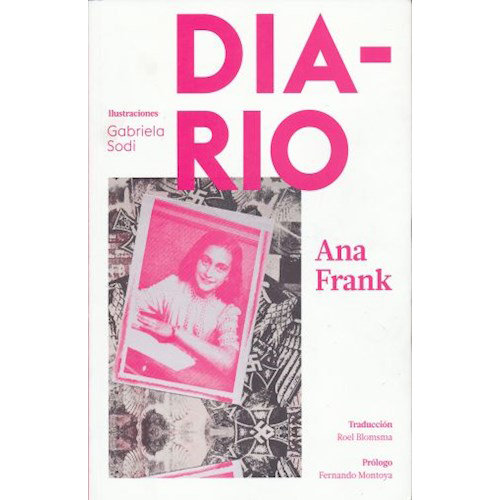 DIA-
RIO
Ilustraciones
Gabriela
Sodi
Ana
Frank
Traducción
Roel Blomsma
Prólogo
Fernando Montoya